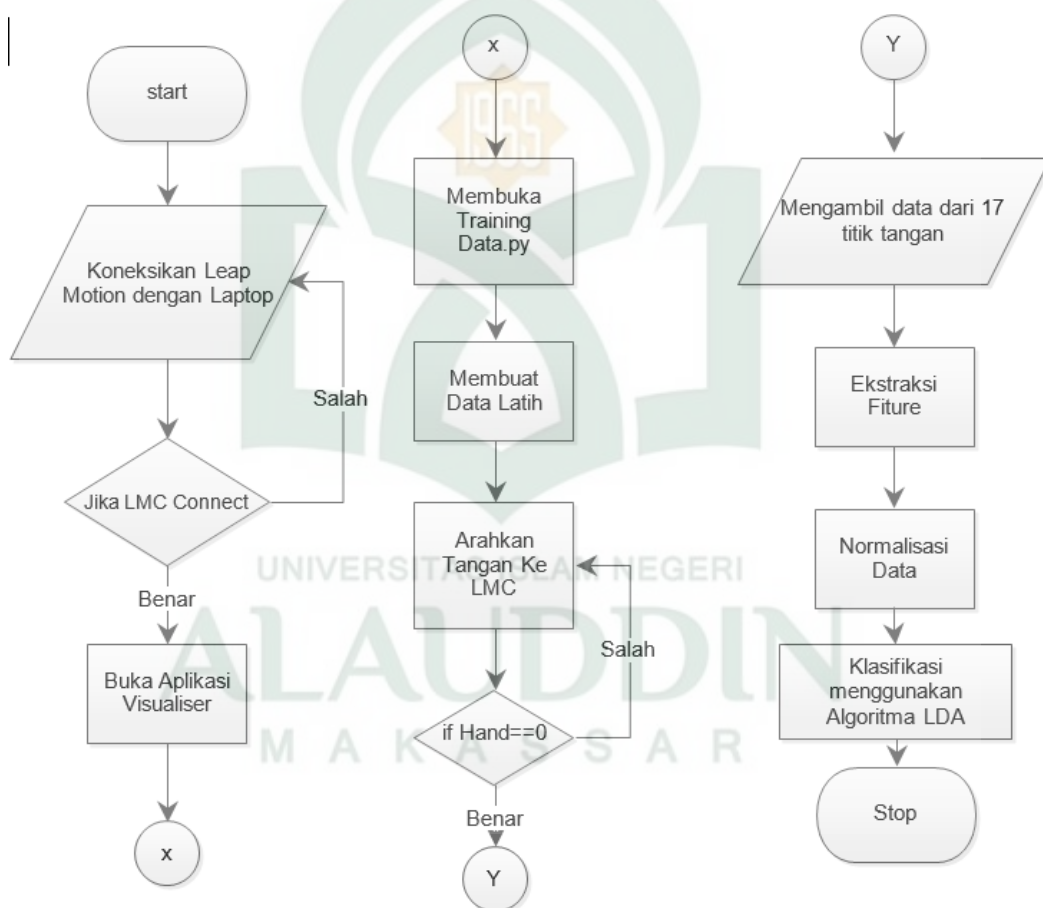 start
Koneksikan Leap
Motion dengan Laptop
Salah
Jika LMC Connect
Benar
Buka Aplikasi
Visualiser
x
x
Membuka
Training
Data.py
Membuat
Data Latih
Arahkan
Tangan Ke
LMC
Salah
if Hand==0
Benar
Y
Y
Mengambil data dari 17
titik tangan
Ekstraksi
Fiture
Normalisasi
Data
Klasifikasi
menggunakan
Algoritma LDA
Stop
1965
UNIVERSITAS ISLAM NEGERI
ALAUDDIN
MAKASSAR